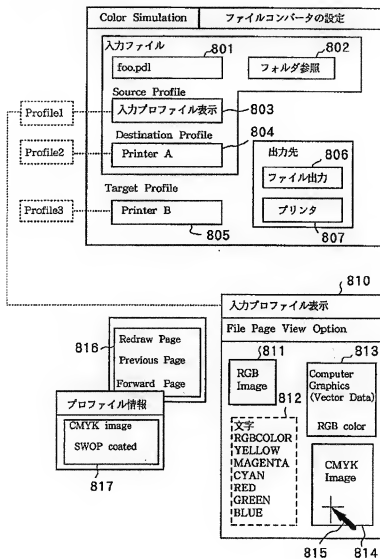 Color Simulation ファイルコンバータの設定
入力ファイル 801 802
foo.pdl フォルダ参照
Source Profile
Profile1 入力プロファイル表示 803
Destination Profile 804
Profile2 Printer A
出力先 806
ファイル出力
Target Profile
Profile3 Printer B プリンタ
805 807
810
入力プロファイル表示
File Page View Option
811 813
816 Redraw Page
Previous Page
Forward Page
プロファイル情報
CMYK image
SWOP coated
817
RGB
Image
812
Computer
Graphics
(Vector Data)
RGB color
文字
RGBCOLOR
YELLOW
MAGENTA
CYAN
RED
GREEN
BLUE
CMYK
Image
815 814